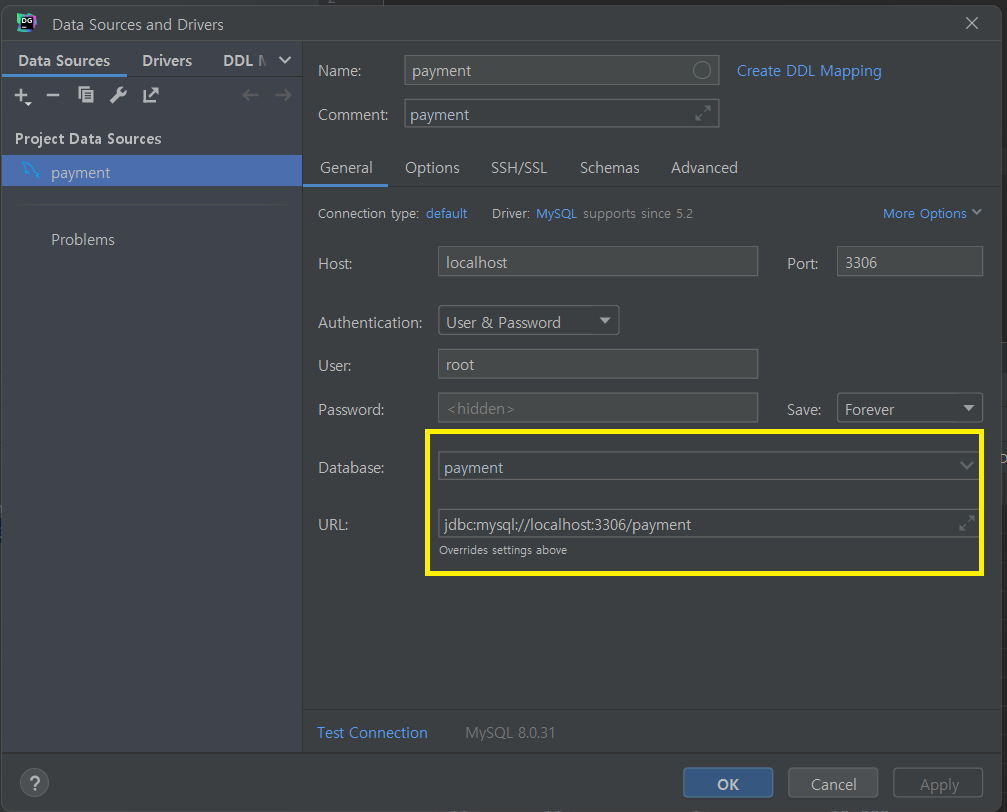 DG
Data Sources and Drivers
Data Sources Drivers DDL
Project Data Sources
payment
Problems
Name: payment Create DDL Mapping
Comment: payment
General Options SSH/SSL Schemas Advanced
Connection type: default Driver: MySQL supports since 5.2 More Options
Host: localhost Port: 3306
Authentication: User & Password
User: root
Password: <hidden> Save: Forever
Database: payment
URL: jdbc:mysql://localhost:3306/payment
Overrides settings above
Test Connection MySQL 8.0.31
? OK Cancel Apply